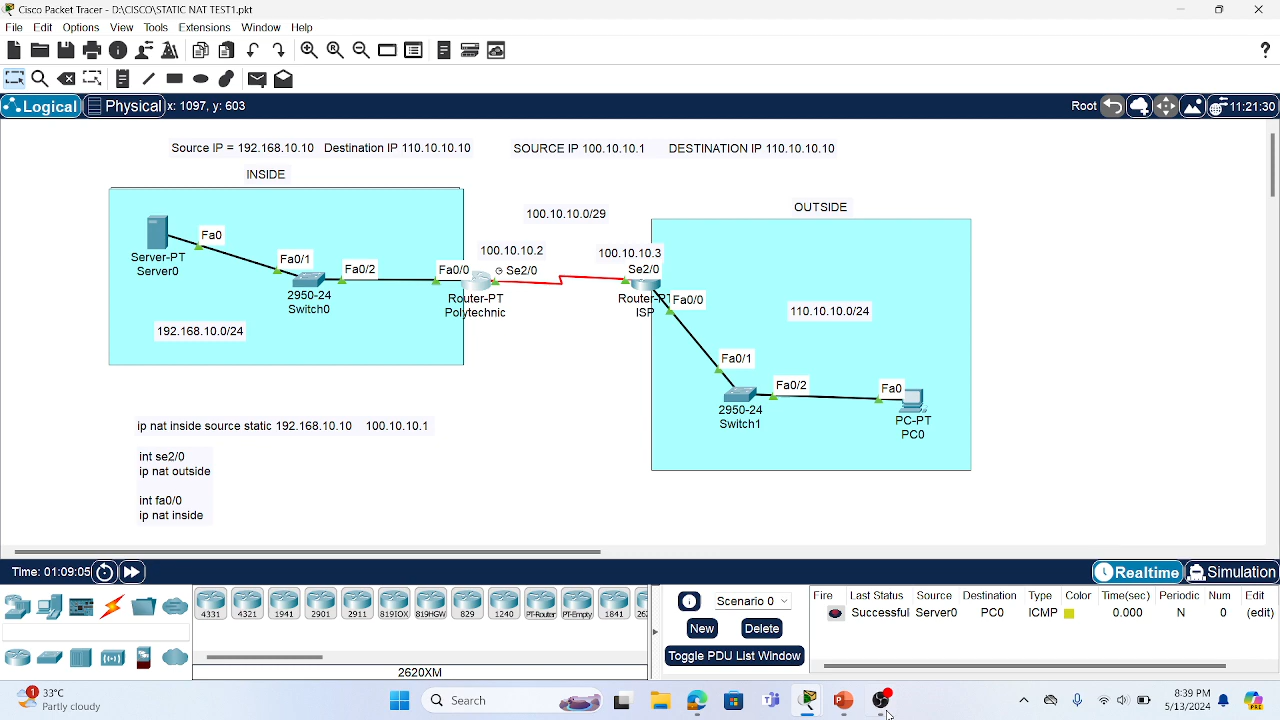 Cisco Packet Tracer - D:\CISCO\STATIC NAT TEST1.pkt
File Edit Options View Tools Extensions Window Help
?
Logical Physical x: 1097, y: 603 Root 11:21:30
Source IP = 192.168.10.10 Destination IP 110.10.10.10 SOURCE IP 100.10.10.1 DESTINATION IP 110.10.10.10
INSIDE
100.10.10.0/29
OUTSIDE
Fa0
Server-PT
Server0
Fa0/1
Fa0/2
2950-24
Switch0
192.168.10.0/24
100.10.10.2
Fa0/0
Se2/0
Router-PT
Polytechnic
100.10.10.3
Se2/0
Router-PT
ISP
Fa0/0
110.10.10.0/24
Fa0/1
Fa0/2
2950-24
Switch1
Fa0
PC-PT
PC0
ip nat inside source static 192.168.10.10 100.10.10.1
int se2/0
ip nat outside
int fa0/0
ip nat inside
Time: 01:09:05 Realtime Simulation
4331 4321 1941 2901 2911 819IOX 819HGW 829 1240 PT-Router PT-Empty 1841
2620XM
Scenario 0
New Delete
Toggle PDU List Window
Fire Last Status Source Destination Type Color Time(sec) Periodic Num Edit
Successful Server0 PC0 ICMP 0.000 N 0 (edit)
1
33°C
Partly cloudy
Search
8:39 PM
5/13/2024
PRE